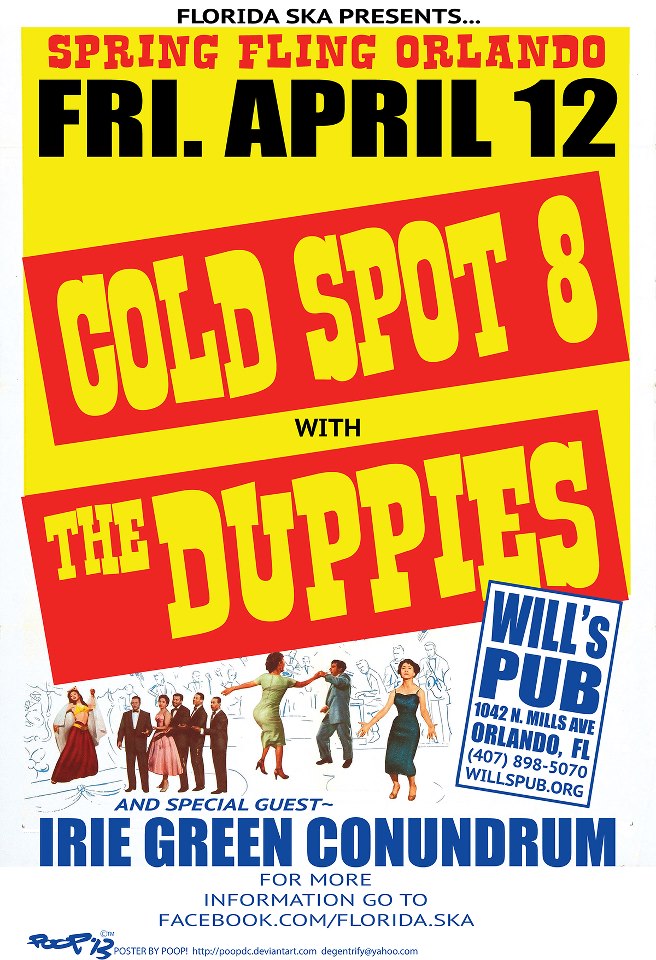 FLORIDA SKA PRESENTS...
SPRING FLING ORLANDO
FRI. APRIL 12
COLD SPOT 8
WITH
THE DUPPIES
WILL'S
PUB
1042 N. MILLS AVE
ORLANDO, FL
(407) 898-5070
WILLSPUB.ORG
AND SPECIAL GUEST~
IRIE GREEN CONUNDRUM
FOR MORE
INFORMATION GO TO
FACEBOOK.COM/FLORIDA.SKA
POOP '13 ©™
POSTER BY POOP! http://poopdc.deviantart.com degentrify@yahoo.com